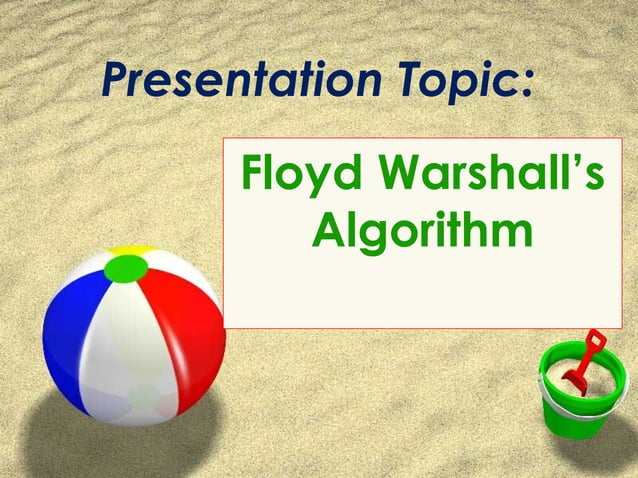 Presentation Topic:
Floyd Warshall’s
Algorithm